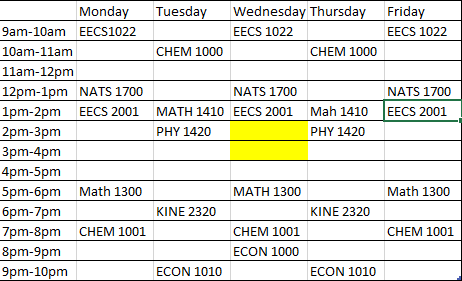 Monday Tuesday Wednesday Thursday Friday
9am-10am EECS1022 EECS 1022 EECS 1022
10am-11am CHEM 1000 CHEM 1000
11am-12pm
12pm-1pm NATS 1700 NATS 1700 NATS 1700
1pm-2pm EECS 2001 MATH 1410 EECS 2001 Mah 1410 EECS 2001
2pm-3pm PHY 1420 PHY 1420
3pm-4pm
4pm-5pm
5pm-6pm Math 1300 MATH 1300 Math 1300
6pm-7pm KINE 2320 KINE 2320
7pm-8pm CHEM 1001 CHEM 1001 CHEM 1001
8pm-9pm ECON 1000
9pm-10pm ECON 1010 ECON 1010